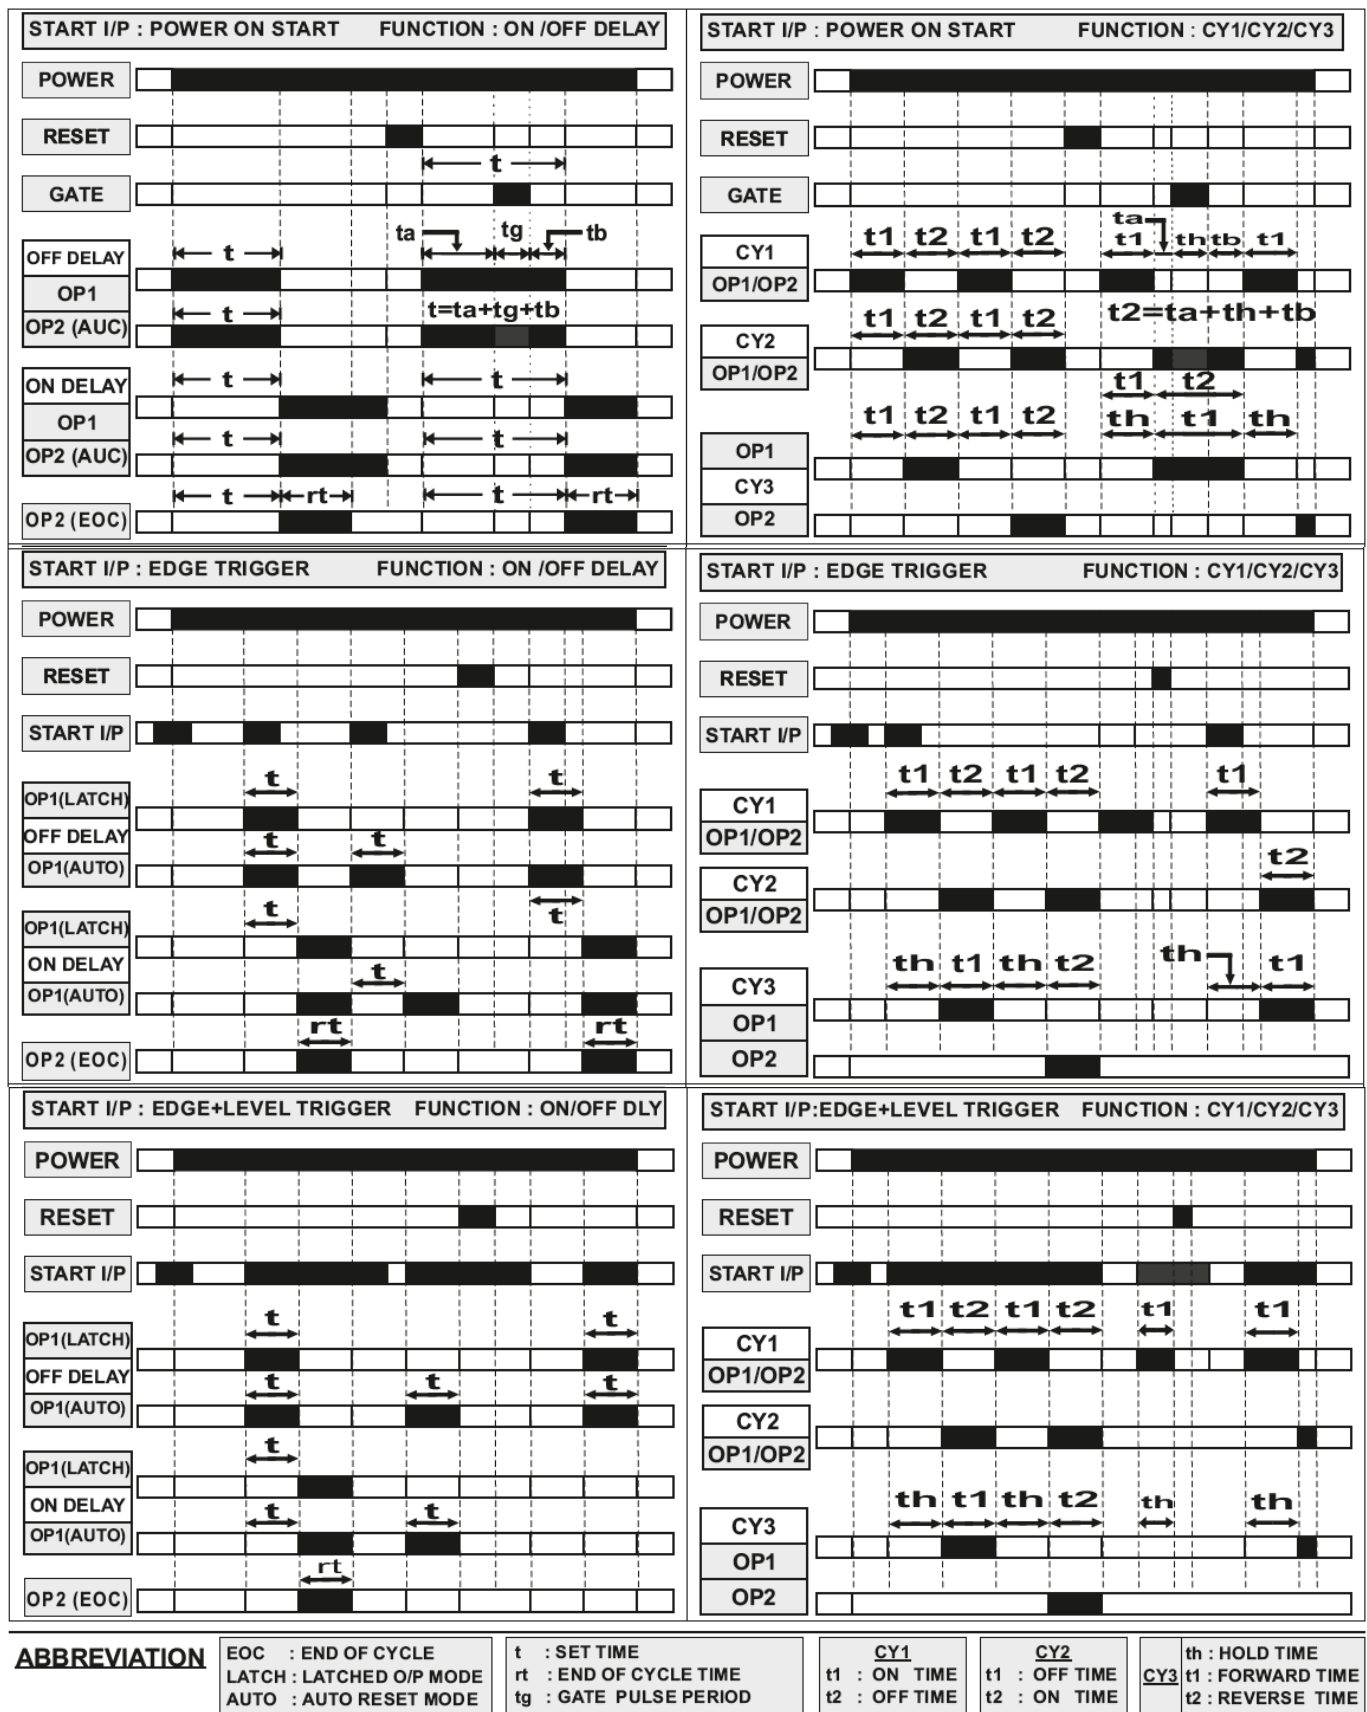 START I/P : POWER ON START FUNCTION : ON /OFF DELAY
POWER
RESET
t
GATE
ta tg tb
OFF DELAY
t
OP1
t=ta+tg+tb
t
OP2 (AUC)
ON DELAY
t t
OP1
t t
OP2 (AUC)
t rt t rt
OP2 (EOC)
START I/P : POWER ON START FUNCTION : CY1/CY2/CY3
POWER
RESET
GATE
ta
t1 t2 t1 t2 t1 th tb t1
CY1
OP1/OP2
t1 t2 t1 t2 t2=ta+th+tb
CY2
OP1/OP2
t1 t2
t1 t2 t1 t2 th t1 th
OP1
CY3
OP2
START I/P : EDGE TRIGGER FUNCTION : ON /OFF DELAY
POWER
RESET
START I/P
t t
OP1(LATCH)
OFF DELAY
t t
OP1(AUTO)
t t
OP1(LATCH)
ON DELAY
t
OP1(AUTO)
rt rt
OP2 (EOC)
START I/P : EDGE TRIGGER FUNCTION : CY1/CY2/CY3
POWER
RESET
START I/P
t1 t2 t1 t2 t1
CY1
OP1/OP2
t2
CY2
OP1/OP2
th t1 th t2 th t1
CY3
OP1
OP2
START I/P : EDGE+LEVEL TRIGGER FUNCTION : ON/OFF DLY
POWER
RESET
START I/P
t t
OP1(LATCH)
OFF DELAY
t t t
OP1(AUTO)
t
OP1(LATCH)
ON DELAY
t t
OP1(AUTO)
rt
OP2 (EOC)
START I/P:EDGE+LEVEL TRIGGER FUNCTION : CY1/CY2/CY3
POWER
RESET
START I/P
t1 t2 t1 t2 t1 t1
CY1
OP1/OP2
CY2
OP1/OP2
th t1 th t2 th th
CY3
OP1
OP2
ABBREVIATION
EOC : END OF CYCLE
LATCH : LATCHED O/P MODE
AUTO : AUTO RESET MODE
t : SET TIME
rt : END OF CYCLE TIME
tg : GATE PULSE PERIOD
CY1
t1 : ON TIME
t2 : OFF TIME
CY2
t1 : OFF TIME
t2 : ON TIME
CY3
th : HOLD TIME
t1 : FORWARD TIME
t2 : REVERSE TIME